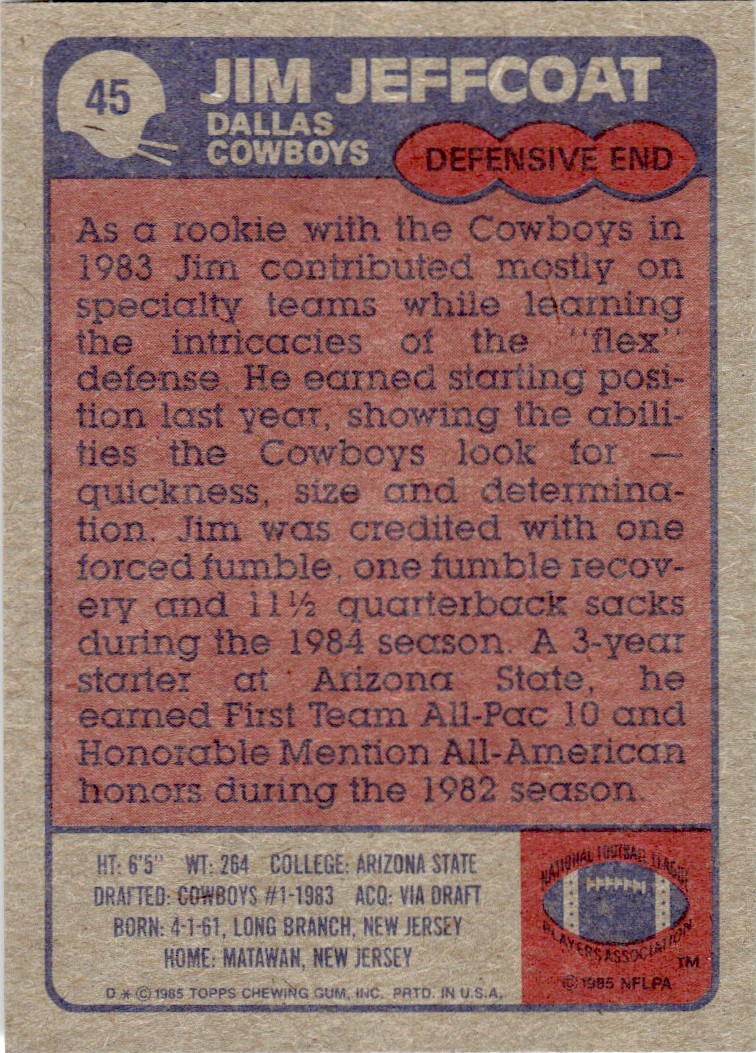 45
JIM JEFFCOAT
DALLAS
COWBOYS
DEFENSIVE END
As a rookie with the Cowboys in
1983 Jim contributed mostly on
specialty teams while learning
the intricacies of the "flex"
defense. He earned starting posi-
tion last year, showing the abili-
ties the Cowboys look for —
quickness, size and determina-
tion. Jim was credited with one
forced fumble, one fumble recov-
ery and 11½ quarterback sacks
during the 1984 season. A 3-year
starter at Arizona State, he
earned First Team All-Pac 10 and
Honorable Mention All-American
honors during the 1982 season.
HT: 6'5" WT: 264 COLLEGE: ARIZONA STATE
DRAFTED: COWBOYS #1-1983 ACQ: VIA DRAFT
BORN: 4-1-61, LONG BRANCH, NEW JERSEY
HOME: MATAWAN, NEW JERSEY
D * © 1985 TOPPS CHEWING GUM, INC. PRTD. IN U.S.A.
NATIONAL FOOTBALL LEAGUE
PLAYERS ASSOCIATION
TM
© 1985 NFLPA